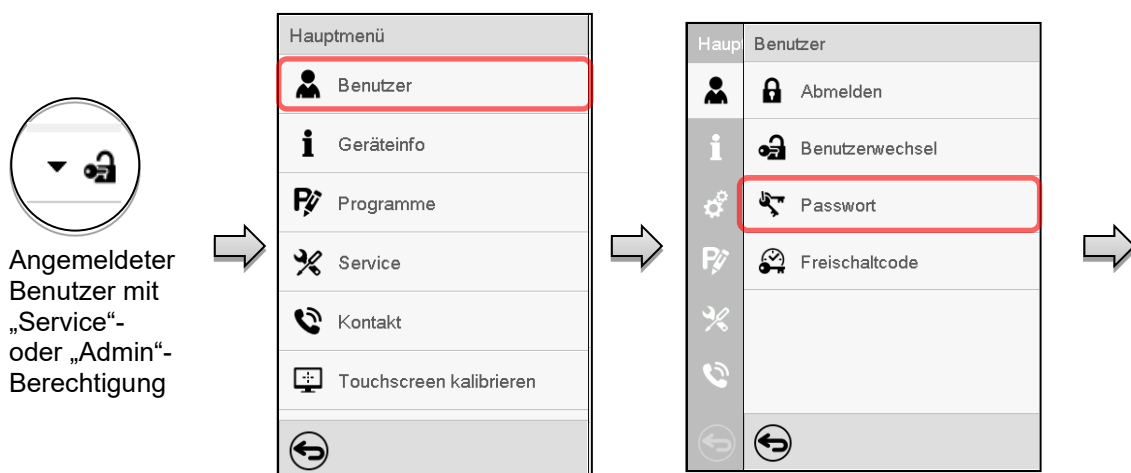 Angemeldeter
Benutzer mit
„Service“-
oder „Admin“-
Berechtigung
Hauptmenü
Benutzer
Geräteinfo
Programme
Service
Kontakt
Touchscreen kalibrieren
Haupt
Benutzer
Abmelden
Benutzerwechsel
Passwort
Freischaltcode